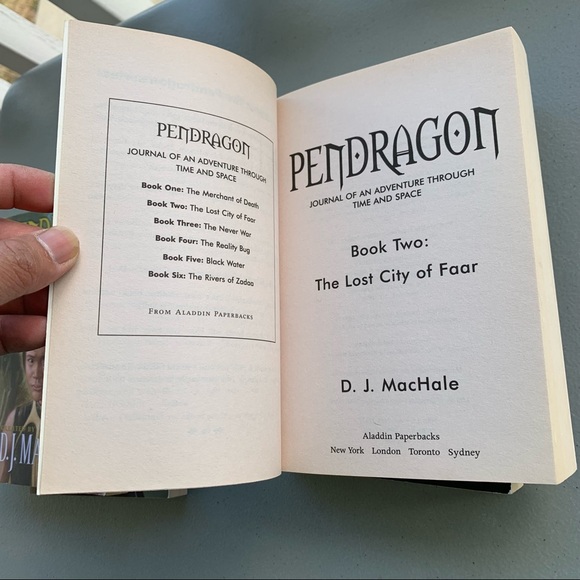 PENDRAGON
JOURNAL OF AN ADVENTURE THROUGH
TIME AND SPACE
Book One: The Merchant of Death
Book Two: The Lost City of Faar
Book Three: The Never War
Book Four: The Reality Bug
Book Five: Black Water
Book Six: The Rivers of Zadaa
FROM ALADDIN PAPERBACKS
PENDRAGON
JOURNAL OF AN ADVENTURE THROUGH
TIME AND SPACE
Book Two:
The Lost City of Faar
D. J. MacHale
Aladdin Paperbacks
New York London Toronto Sydney
D.J. MA